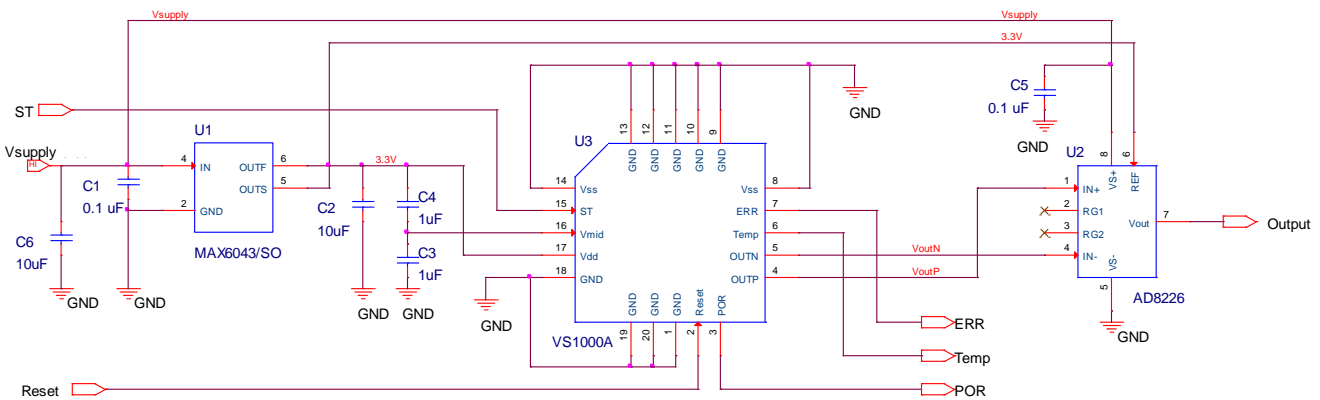 Vsupply
Vsupply
3.3V
ST
U1
Vsupply
HI
4
IN
OUTF
6
3.3V
OUTS
5
2
GND
MAX6043/SO
C1
0.1 uF
C6
10uF
GND
GND
C2
10uF
C4
1uF
C3
1uF
GND
GND
GND
U3
13
12
11
10
9
GND
GND
GND
GND
GND
GND
14
Vss
Vss
8
15
ST
ERR
7
16
Vmid
Temp
6
17
Vdd
OUTN
5
18
GND
OUTP
4
GND
GND
GND
Reset
POR
19
20
1
2
3
VS1000A
VoutN
VoutP
C5
0.1 uF
GND
U2
8
6
VS+
REF
1
IN+
2
RG1
3
RG2
4
IN-
Vout
7
Output
VS-
5
AD8226
GND
ERR
Temp
Reset
POR